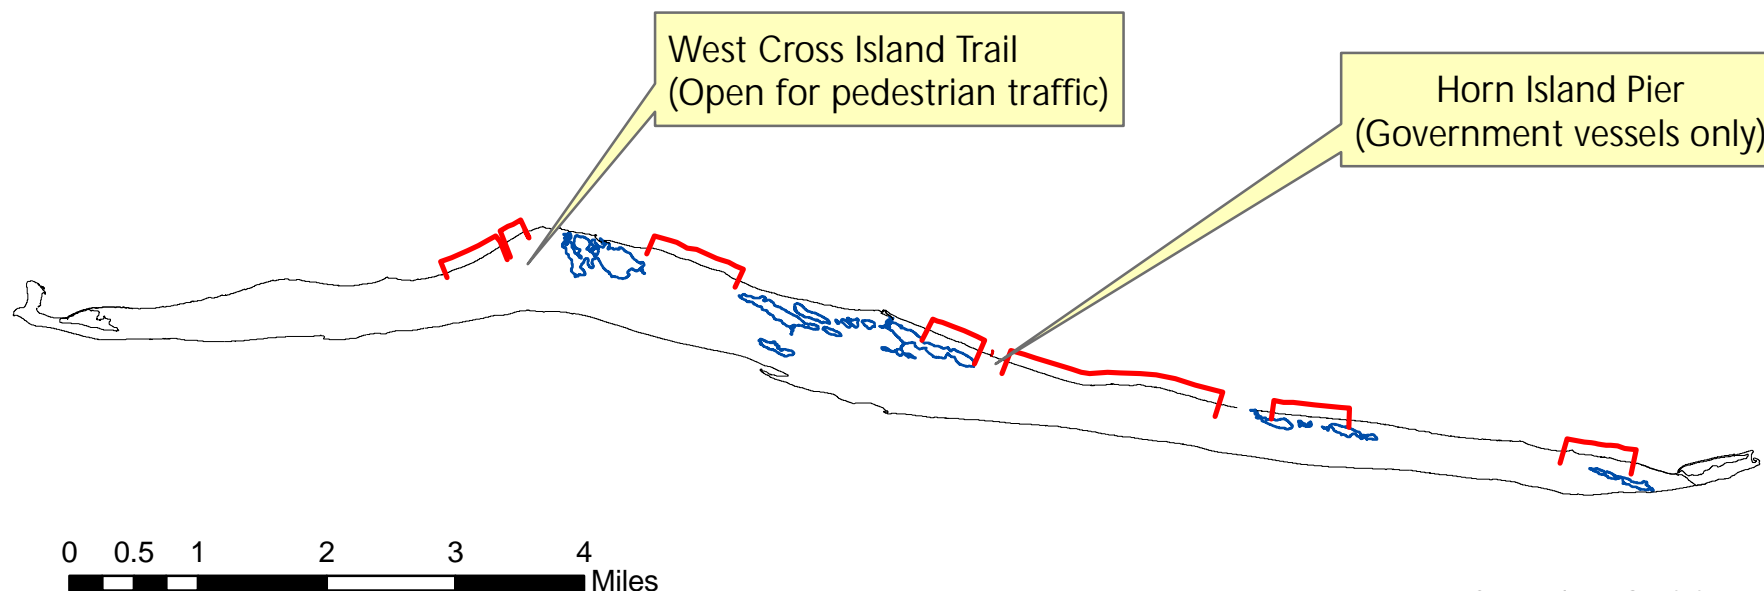 West Cross Island Trail
(Open for pedestrian traffic)
Horn Island Pier
(Government vessels only)
0 0.5 1 2 3 4
Miles